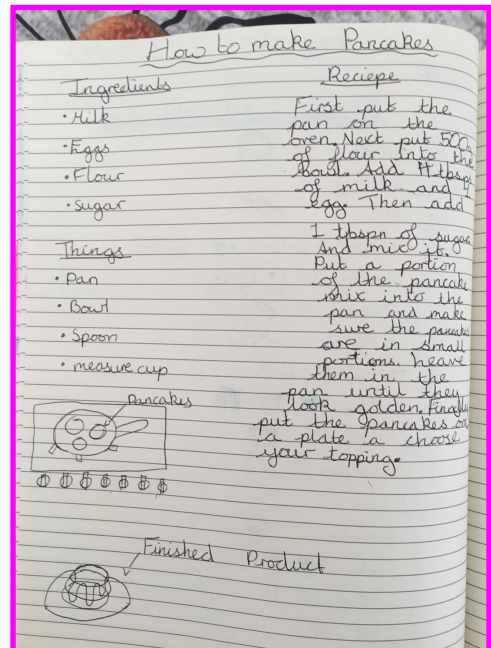 How to make Pancakes
Ingredients
• Milk
• Eggs
• Flour
• sugar
Things
• Pan
• Bowl
• Spoon
• measure cup
Pancakes
Reciepe
First put the
pan on the
oven. Next put
of flour into the
bowl. Add tbspn
of milk and 1
egg. Then add
1 tbspn of sugar
And mix it.
Put a portion
of the pancake
mix into the
pan and make
sure the pancakes
are in small
portions. Leave
them in the
pan until they
look golden. Finally
put the pancakes on
a plate a choose
your topping.
Finished Product